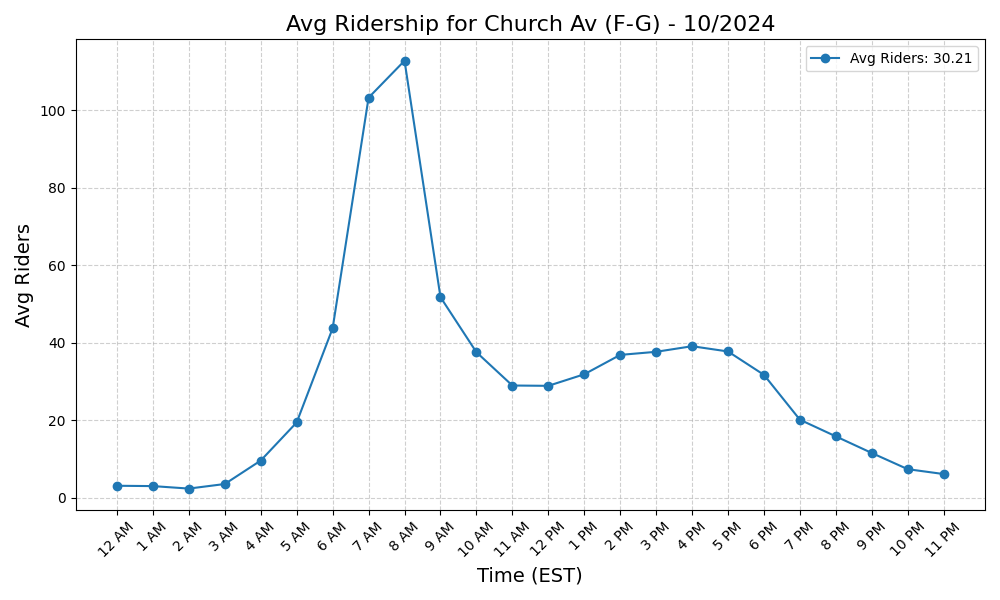 Avg Ridership for Church Av (F-G) - 10/2024
Avg Riders: 30.21
Avg Riders
100
80
60
40
20
0
12 AM
1 AM
2 AM
3 AM
4 AM
5 AM
6 AM
7 AM
8 AM
9 AM
10 AM
11 AM
12 PM
1 PM
2 PM
3 PM
4 PM
5 PM
6 PM
7 PM
8 PM
9 PM
10 PM
11 PM
Time (EST)